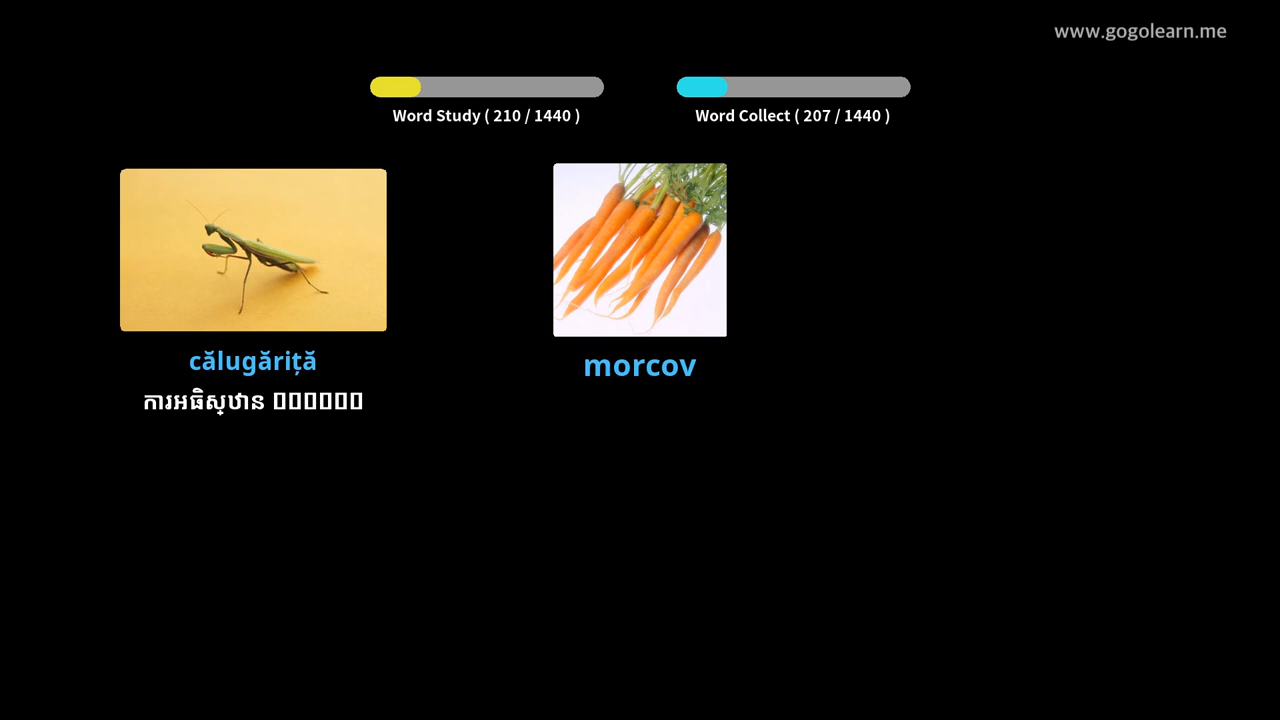 www.gogolearn.me
Word Study ( 210 / 1440 )
Word Collect ( 207 / 1440 )
călugăriță
ការអធិស្ឋាន
morcov